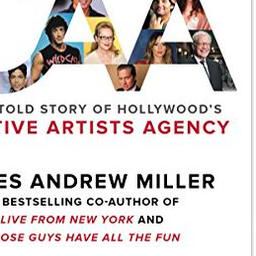 WILDCATS
TOLD STORY OF HOLLYWOOD'S
TIVE ARTISTS AGENCY
ES ANDREW MILLER
BESTSELLING CO-AUTHOR OF
LIVE FROM NEW YORK AND
OSE GUYS HAVE ALL THE FUN